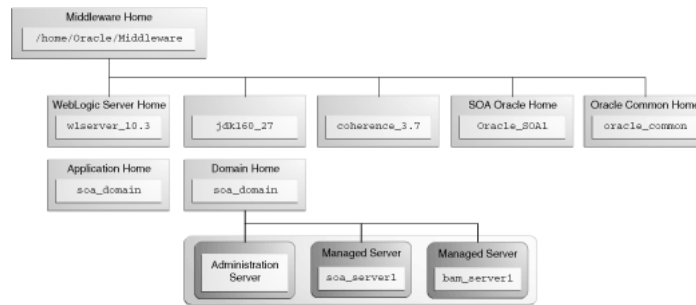 Middleware Home
/home/Oracle/Middleware
WebLogic Server Home
wlserver_10.3
jdk160_27
coherence_3.7
SOA Oracle Home
Oracle_SOA1
Oracle Common Home
oracle_common
Application Home
soa_domain
Domain Home
soa_domain
Administration
Server
Managed Server
soa_server1
Managed Server
bam_server1